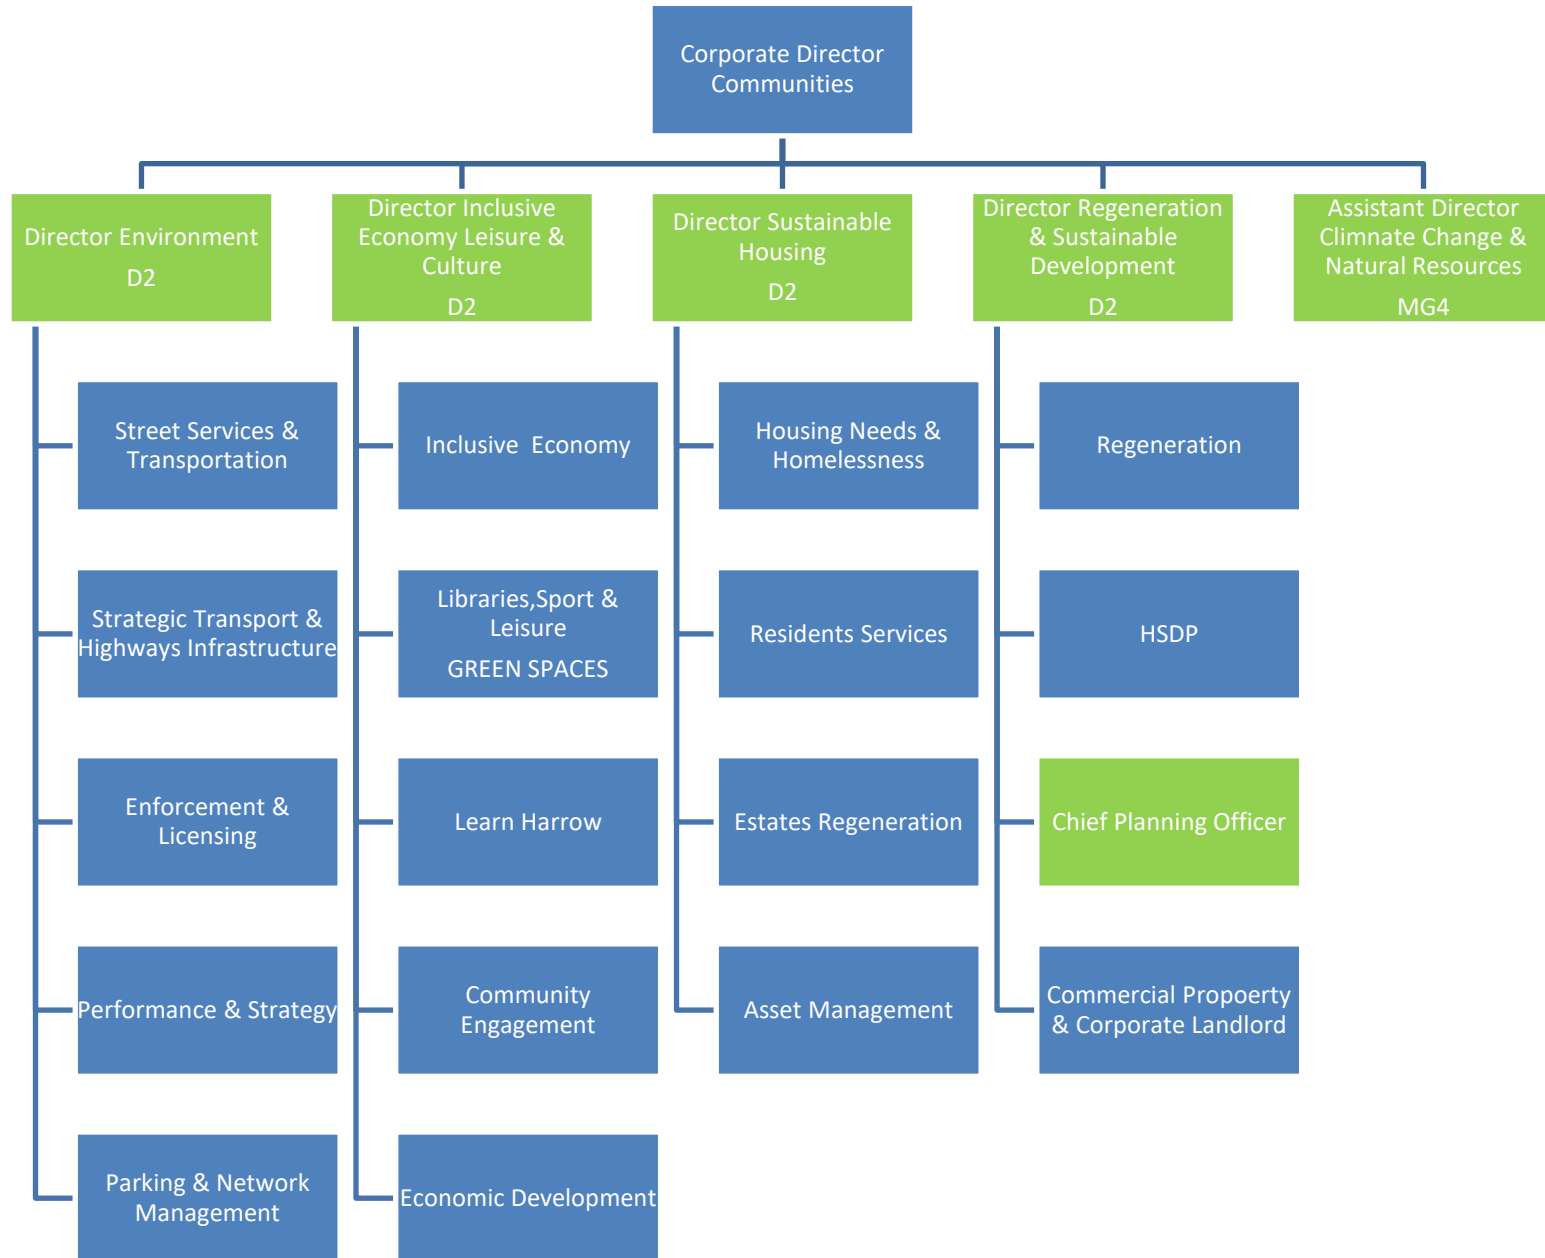 Corporate Director
Communities
Director Environment
D2
Director Inclusive
Economy Leisure &
Culture
D2
Director Sustainable
Housing
D2
Director Regeneration
& Sustainable
Development
D2
Assistant Director
Climnate Change &
Natural Resources
MG4
Street Services &
Transportation
Inclusive  Economy
Housing Needs &
Homelessness
Regeneration
Strategic Transport &
Highways Infrastructure
Libraries,Sport &
Leisure
GREEN SPACES
Residents Services
HSDP
Enforcement &
Licensing
Learn Harrow
Estates Regeneration
Chief Planning Officer
Performance & Strategy
Community
Engagement
Asset Management
Commercial Propoerty
& Corporate Landlord
Parking & Network
Management
Economic Development